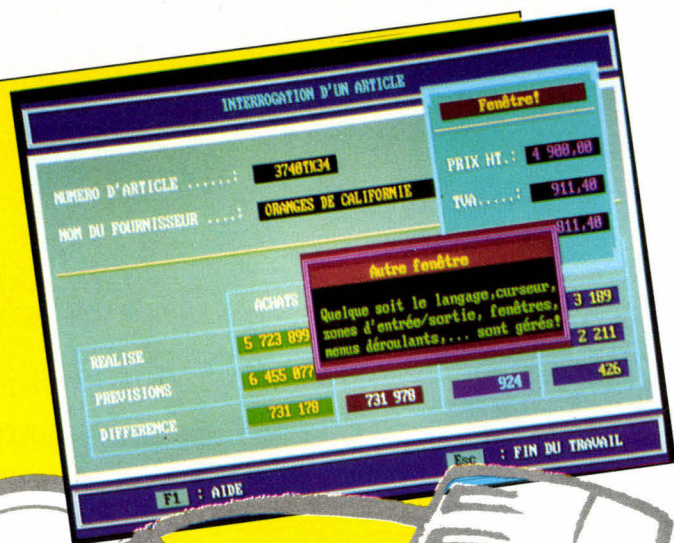 INTERROGATION D'UN ARTICLE
Fenêtre!
NUMERO D'ARTICLE ......: 3740TK34
PRIX HT.: 4 900,00
NOM DU FOURNISSEUR ....: ORANGES DE CALIFORNIE
TVA.....: 911,40
811,40
Autre fenêtre
Quelque soit le langage,curseur,
zones d'entrée/sortie, fenêtres,
menus déroulants,... sont gérés!
ACHATS
REALISE 5 723 899 3 189
PREVISIONS 6 455 077 2 211
DIFFERENCE 731 178 731 978 924 426
F1 : AIDE Esc : FIN DU TRAVAIL